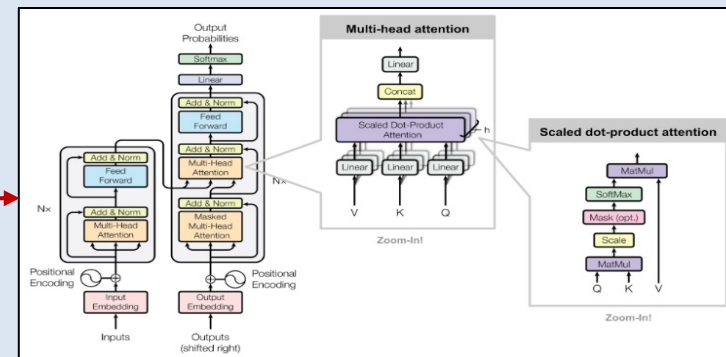 Output
Probabilities
Softmax
Linear
Add & Norm
Feed
Forward
Add & Norm
Multi-Head
Attention
Add & Norm
Masked
Multi-Head
Attention
Nx
Positional
Encoding
Output
Embedding
Outputs
(shifted right)
Add & Norm
Feed
Forward
Add & Norm
Multi-Head
Attention
Nx
Positional
Encoding
Input
Embedding
Inputs
Multi-head attention
Linear
Concat
Scaled Dot-Product
Attention
h
Linear Linear Linear
V K Q
Zoom-In!
Scaled dot-product attention
MatMul
SoftMax
Mask (opt.)
Scale
MatMul
Q K V
Zoom-In!